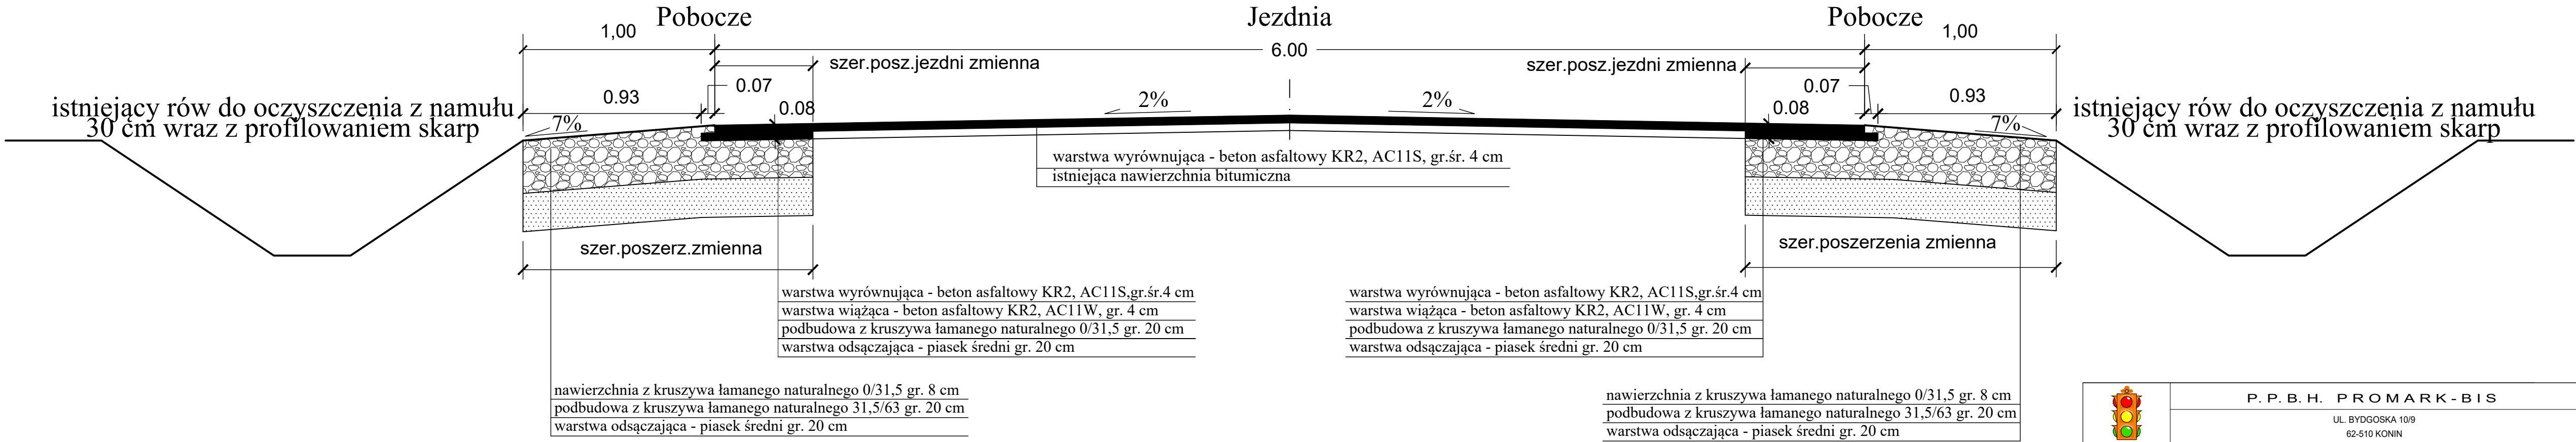 Pobocze
Jezdnia
Pobocze
1,00
6.00
1,00
szer.posz.jezdni zmienna
szer.posz.jezdni zmienna
0.07
0.07
0.93
0.93
0.08
0.08
istniejący rów do oczyszczenia z namułu
30 cm wraz z profilowaniem skarp
7%
2%
2%
7%
istniejący rów do oczyszczenia z namułu
30 cm wraz z profilowaniem skarp
warstwa wyrównująca - beton asfaltowy KR2, AC11S, gr.śr. 4 cm
istniejąca nawierzchnia bitumiczna
szer.poszerz.zmienna
szer.poszerzenia zmienna
warstwa wyrównująca - beton asfaltowy KR2, AC11S,gr.śr.4 cm
warstwa wiążąca - beton asfaltowy KR2, AC11W, gr. 4 cm
podbudowa z kruszywa łamanego naturalnego 0/31,5 gr. 20 cm
warstwa odsączająca - piasek średni gr. 20 cm
warstwa wyrównująca - beton asfaltowy KR2, AC11S,gr.śr.4 cm
warstwa wiążąca - beton asfaltowy KR2, AC11W, gr. 4 cm
podbudowa z kruszywa łamanego naturalnego 0/31,5 gr. 20 cm
warstwa odsączająca - piasek średni gr. 20 cm
nawierzchnia z kruszywa łamanego naturalnego 0/31,5 gr. 8 cm
podbudowa z kruszywa łamanego naturalnego 31,5/63 gr. 20 cm
warstwa odsączająca - piasek średni gr. 20 cm
nawierzchnia z kruszywa łamanego naturalnego 0/31,5 gr. 8 cm
podbudowa z kruszywa łamanego naturalnego 31,5/63 gr. 20 cm
warstwa odsączająca - piasek średni gr. 20 cm
P.P.B.H. PROMARK-BIS
UL. BYDGOSKA 10/9
62-510 KONIN